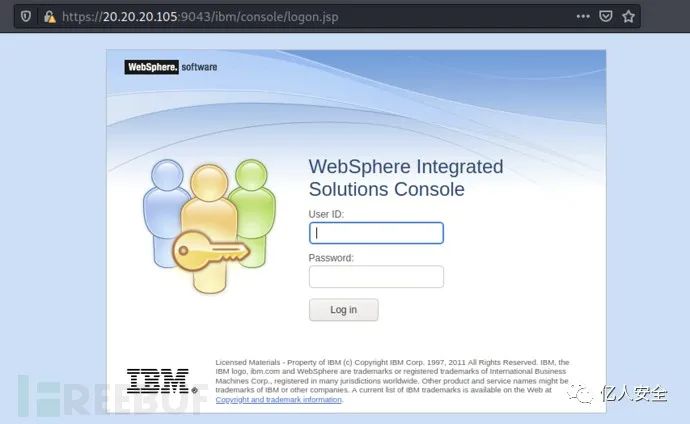 https://20.20.20.105:9043/ibm/console/logon.jsp
WebSphere. software
WebSphere Integrated
Solutions Console
User ID:
Password:
Log in
Licensed Materials - Property of IBM (c) Copyright IBM Corp. 1997, 2011 All Rights Reserved. IBM, the
IBM logo, ibm.com and WebSphere are trademarks or registered trademarks of International Business
Machines Corp., registered in many jurisdictions worldwide. Other product and service names might be
trademarks of IBM or other companies. A current list of IBM trademarks is available on the Web at
Copyright and trademark information.
IBM
FREEBUF
亿人安全